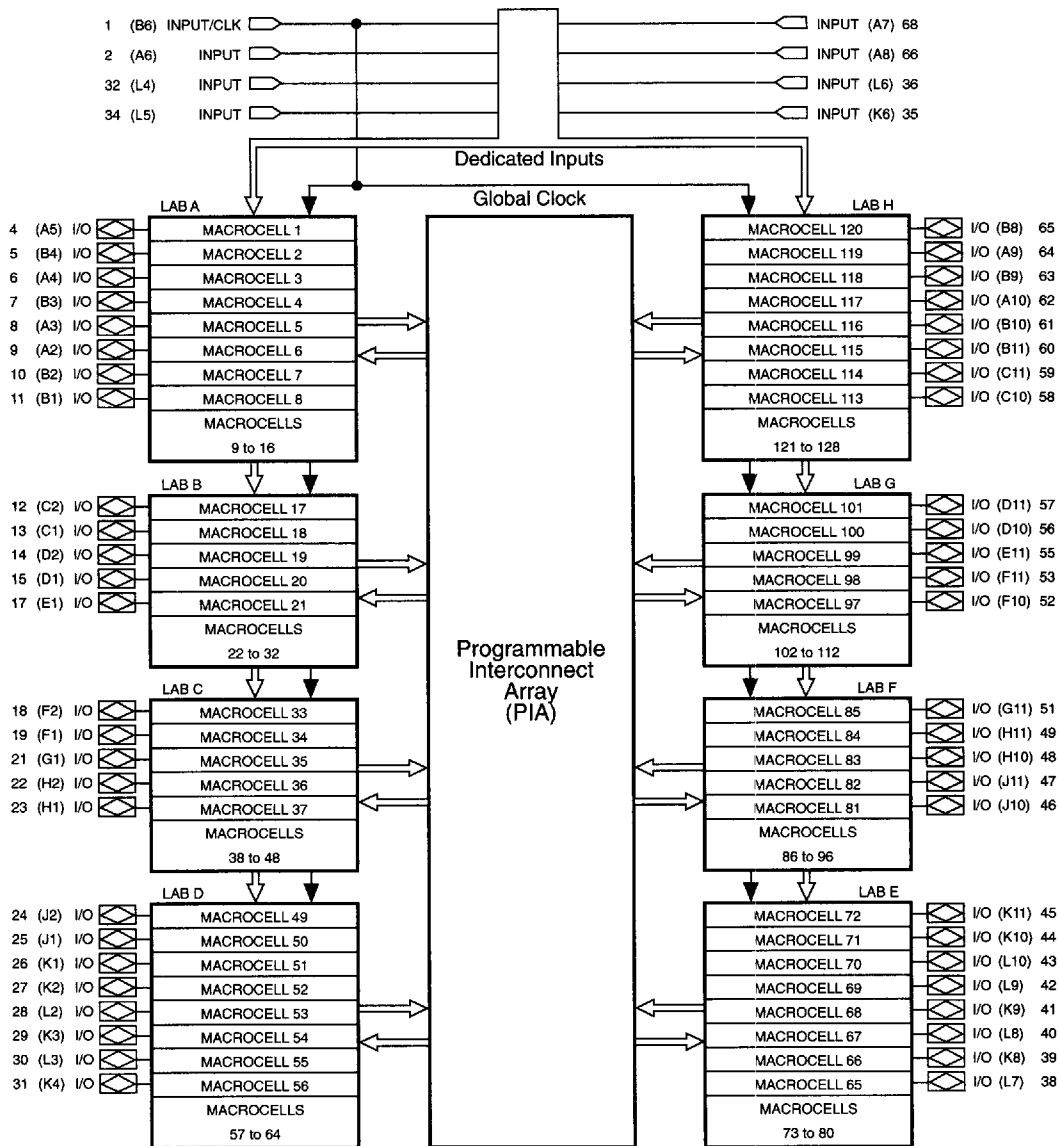 1 (B6) INPUT/CLK
INPUT (A7) 68
2 (A6) INPUT
INPUT (A8) 66
32 (L4) INPUT
INPUT (L6) 36
34 (L5) INPUT
INPUT (K6) 35
Dedicated Inputs
Global Clock
LAB A
4 (A5) I/O MACROCELL 1
5 (B4) I/O MACROCELL 2
6 (A4) I/O MACROCELL 3
7 (B3) I/O MACROCELL 4
8 (A3) I/O MACROCELL 5
9 (A2) I/O MACROCELL 6
10 (B2) I/O MACROCELL 7
11 (B1) I/O MACROCELL 8
MACROCELLS
9 to 16
LAB B
12 (C2) I/O MACROCELL 17
13 (C1) I/O MACROCELL 18
14 (D2) I/O MACROCELL 19
15 (D1) I/O MACROCELL 20
17 (E1) I/O MACROCELL 21
MACROCELLS
22 to 32
LAB C
18 (F2) I/O MACROCELL 33
19 (F1) I/O MACROCELL 34
21 (G1) I/O MACROCELL 35
22 (H2) I/O MACROCELL 36
23 (H1) I/O MACROCELL 37
MACROCELLS
38 to 48
LAB D
24 (J2) I/O MACROCELL 49
25 (J1) I/O MACROCELL 50
26 (K1) I/O MACROCELL 51
27 (K2) I/O MACROCELL 52
28 (L2) I/O MACROCELL 53
29 (K3) I/O MACROCELL 54
30 (L3) I/O MACROCELL 55
31 (K4) I/O MACROCELL 56
MACROCELLS
57 to 64
Programmable
Interconnect
Array
(PIA)
LAB H
MACROCELL 120 I/O (B8) 65
MACROCELL 119 I/O (A9) 64
MACROCELL 118 I/O (B9) 63
MACROCELL 117 I/O (A10) 62
MACROCELL 116 I/O (B10) 61
MACROCELL 115 I/O (B11) 60
MACROCELL 114 I/O (C11) 59
MACROCELL 113 I/O (C10) 58
MACROCELLS
121 to 128
LAB G
MACROCELL 101 I/O (D11) 57
MACROCELL 100 I/O (D10) 56
MACROCELL 99 I/O (E11) 55
MACROCELL 98 I/O (F11) 53
MACROCELL 97 I/O (F10) 52
MACROCELLS
102 to 112
LAB F
MACROCELL 85 I/O (G11) 51
MACROCELL 84 I/O (H11) 49
MACROCELL 83 I/O (H10) 48
MACROCELL 82 I/O (J11) 47
MACROCELL 81 I/O (J10) 46
MACROCELLS
86 to 96
LAB E
MACROCELL 72 I/O (K11) 45
MACROCELL 71 I/O (K10) 44
MACROCELL 70 I/O (L10) 43
MACROCELL 69 I/O (L9) 42
MACROCELL 68 I/O (K9) 41
MACROCELL 67 I/O (L8) 40
MACROCELL 66 I/O (K8) 39
MACROCELL 65 I/O (L7) 38
MACROCELLS
73 to 80